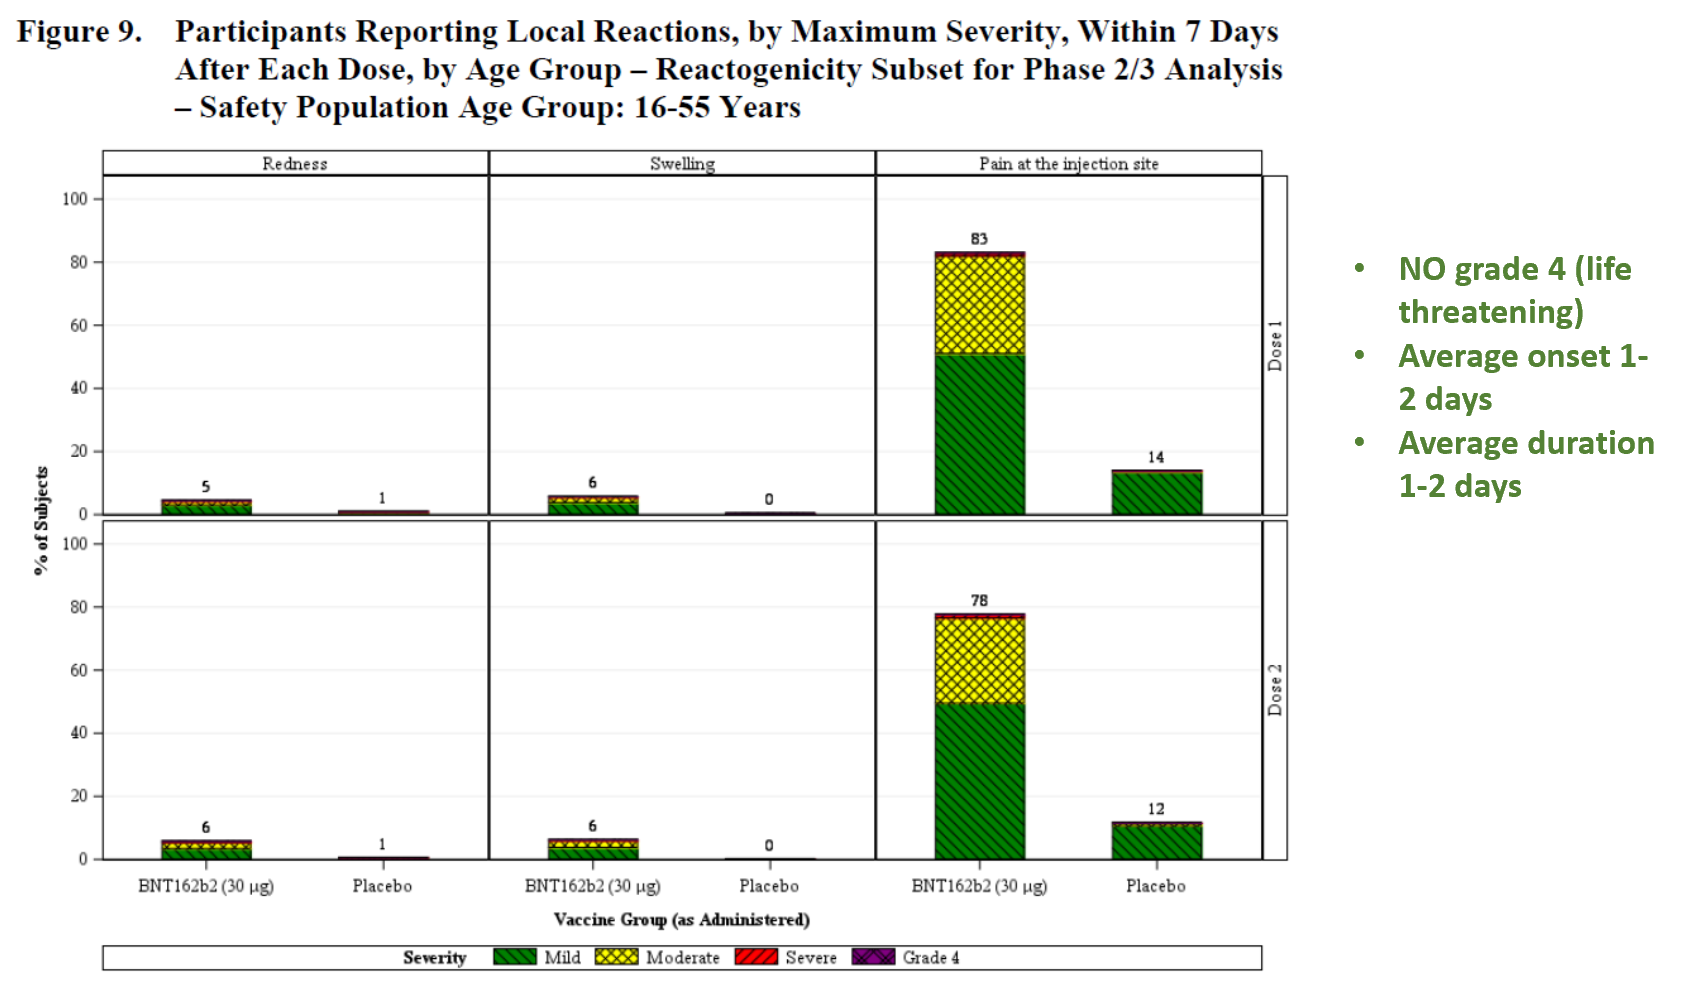 Figure 9. Participants Reporting Local Reactions, by Maximum Severity, Within 7 Days
After Each Dose, by Age Group – Reactogenicity Subset for Phase 2/3 Analysis
– Safety Population Age Group: 16-55 Years
Redness
Swelling
Pain at the injection site
% of Subjects
100
80
60
40
20
0
5
1
6
0
83
14
Dose 1
100
80
60
40
20
0
6
1
6
0
78
12
Dose 2
BNT162b2 (30 µg)
Placebo
BNT162b2 (30 µg)
Placebo
BNT162b2 (30 µg)
Placebo
Vaccine Group (as Administered)
Severity Mild Moderate Severe Grade 4
• NO grade 4 (life
threatening)
• Average onset 1-
2 days
• Average duration
1-2 days